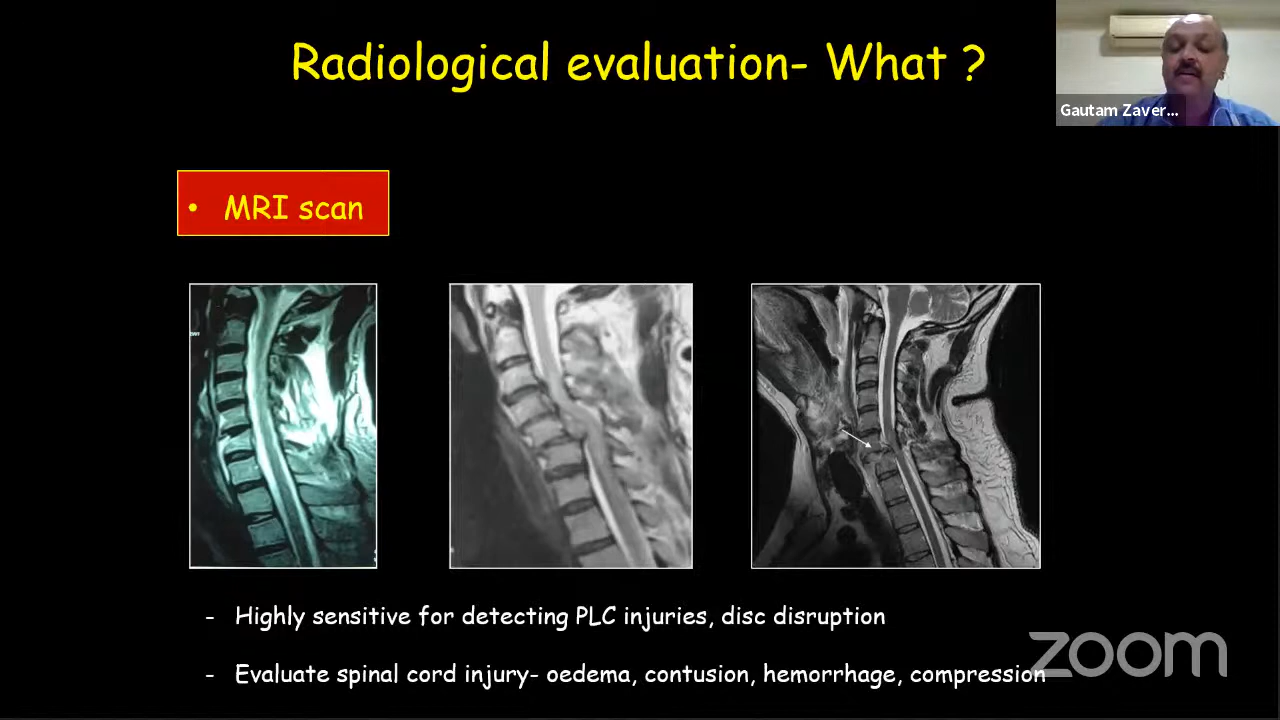 Radiological evaluation- What ?
Gautam Zaver...
• MRI scan
- Highly sensitive for detecting PLC injuries, disc disruption
- Evaluate spinal cord injury- oedema, contusion, hemorrhage, compression
zoom